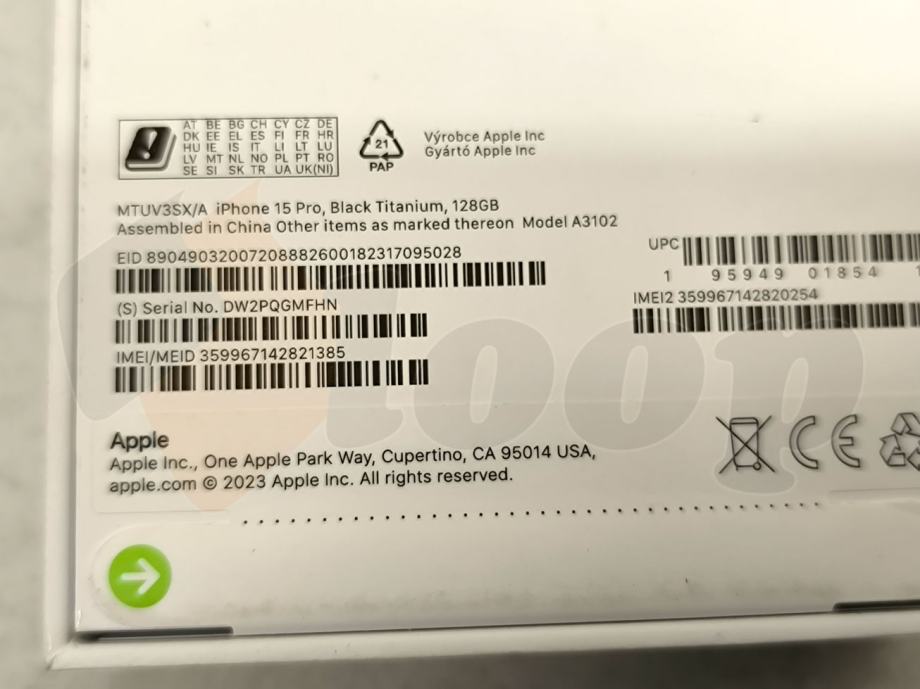 AT BE BG CH CY CZ DE
DK EE EL ES FI FR HR
HU IE IS IT LI LT LU
LV MT NL NO PL PT RO
SE SI SK TR UA UK(NI)
21
PAP
Výrobce Apple Inc
Gyártó Apple Inc
MTUV3SX/A iPhone 15 Pro, Black Titanium, 128GB
Assembled in China Other items as marked thereon Model A3102
EID 89049032007208882600182317095028
UPC
1 95949 01854
(S) Serial No. DW2PQGMFHN
IMEI2 359967142820254
IMEI/MEID 359967142821385
loop
Apple
Apple Inc., One Apple Park Way, Cupertino, CA 95014 USA,
apple.com © 2023 Apple Inc. All rights reserved.
CE